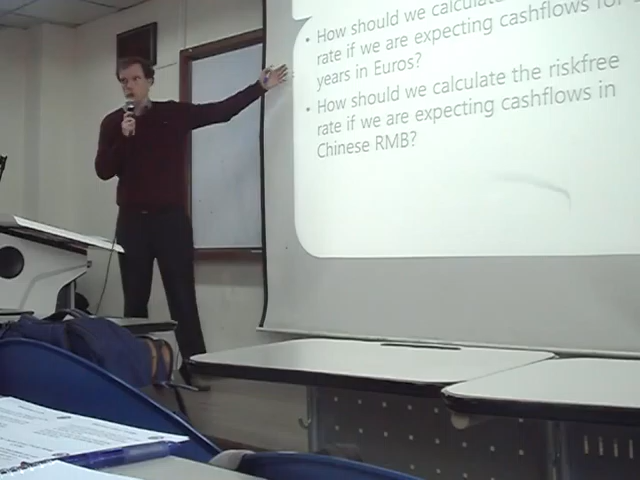 • How should we calculate
rate if we are expecting cashflows for
years in Euros?
• How should we calculate the riskfree
rate if we are expecting cashflows in
Chinese RMB?